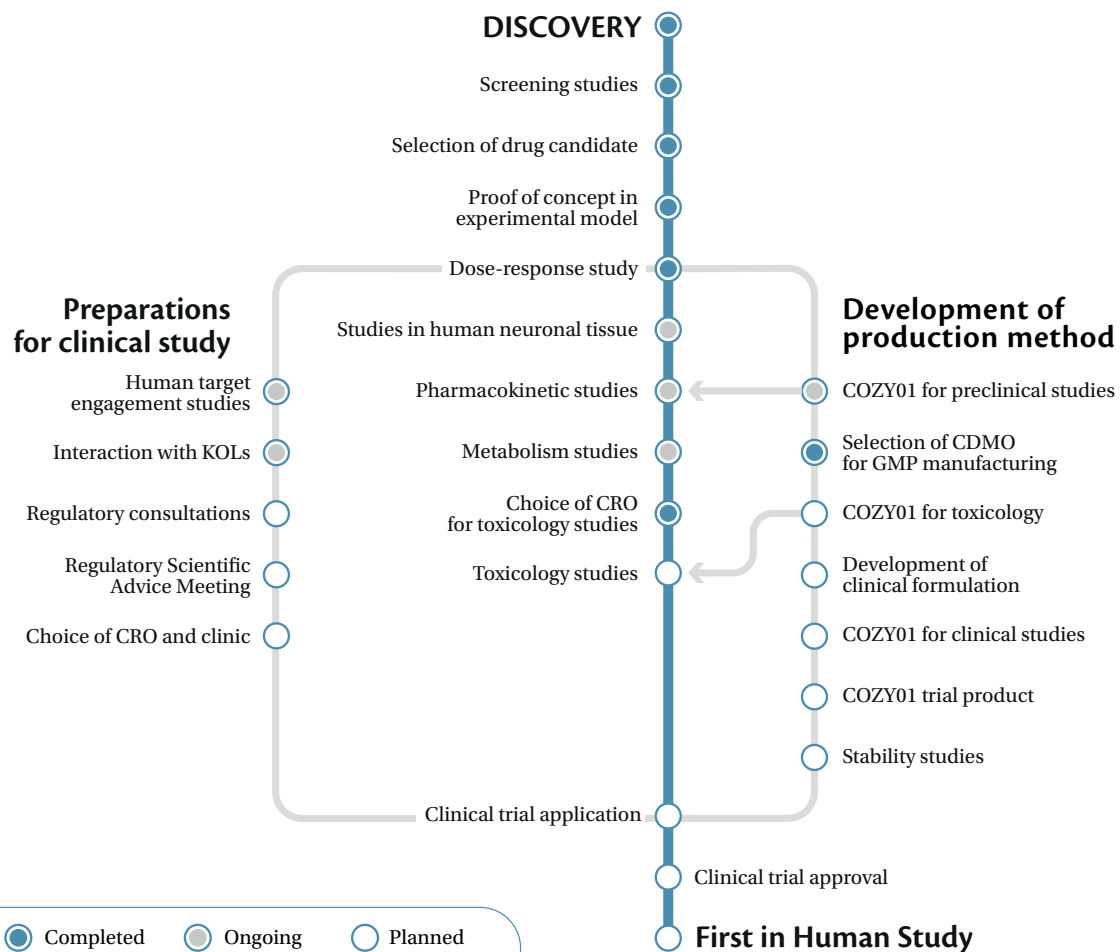 DISCOVERY
Screening studies
Selection of drug candidate
Proof of concept in
experimental model
Dose-response study
Preparations
for clinical study
Development of
production method
Studies in human neuronal tissue
Human target
engagement studies
Pharmacokinetic studies
COZY01 for preclinical studies
Interaction with KOLs
Metabolism studies
Selection of CDMO
for GMP manufacturing
Regulatory consultations
Choice of CRO
for toxicology studies
COZY01 for toxicology
Regulatory Scientific
Advice Meeting
Toxicology studies
Development of
clinical formulation
Choice of CRO and clinic
COZY01 for clinical studies
COZY01 trial product
Stability studies
Clinical trial application
Clinical trial approval
Completed
Ongoing
Planned
First in Human Study